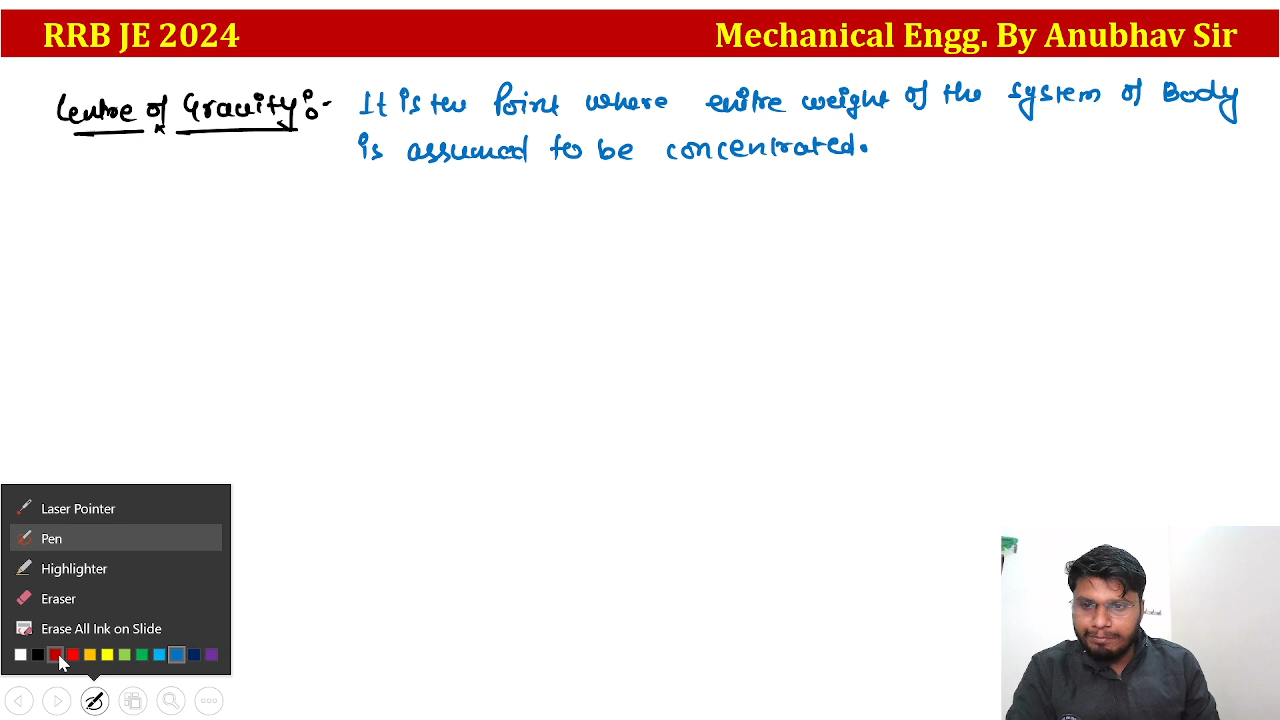 RRB JE 2024 Mechanical Engg. By Anubhav Sir
Centre of Gravity:- It is the Point where entire weight of the system of Body
is assumed to be concentrated.
Laser Pointer
Pen
Highlighter
Eraser
Erase All Ink on Slide